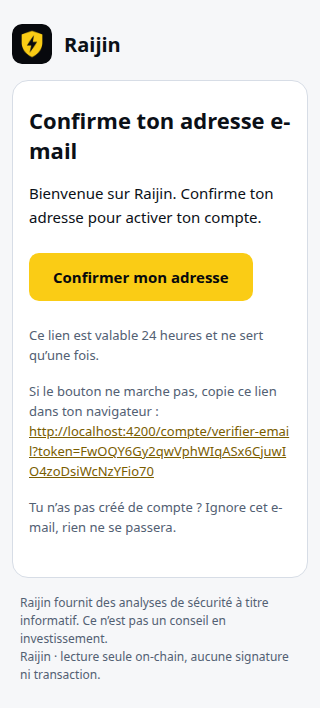 Raijin
Confirme ton adresse e-
mail
Bienvenue sur Raijin. Confirme ton
adresse pour activer ton compte.
Confirmer mon adresse
Ce lien est valable 24 heures et ne sert
qu’une fois.
Si le bouton ne marche pas, copie ce lien
dans ton navigateur :
http://localhost:4200/compte/verifier-emai
l?token=FwOQY6Gy2qwVphWIqASx6CjuwI
O4zoDsiWcNzYFio70
Tu n’as pas créé de compte ? Ignore cet e-
mail, rien ne se passera.
Raijin fournit des analyses de sécurité à titre
informatif. Ce n’est pas un conseil en
investissement.
Raijin · lecture seule on-chain, aucune signature
ni transaction.